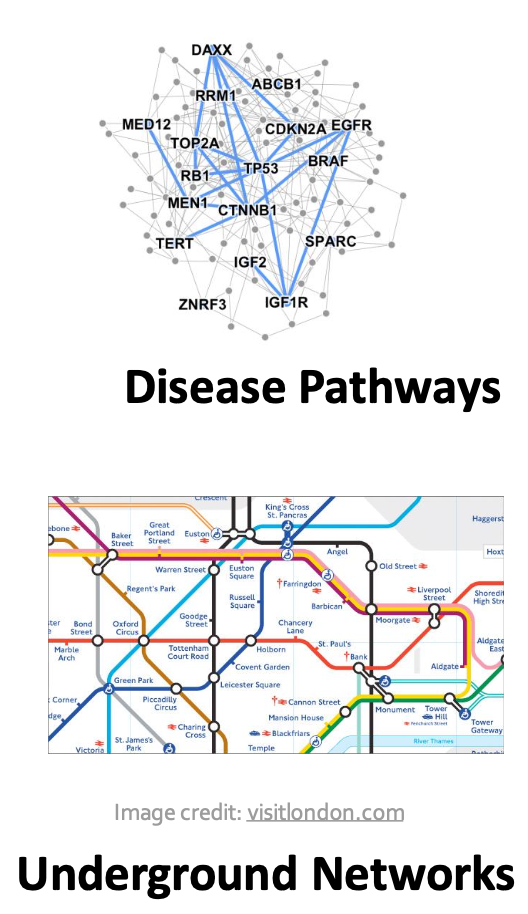 DAXX
ABCB1
RRM1
MED12
CDKN2A
EGFR
TOP2A
BRAF
TP53
RB1
MEN1
CTNNB1
TERT
SPARC
IGF2
ZNRF3
IGF1R
Disease Pathways
Crescent
King's Cross
St. Pancras
Haggerst
ebone
Baker
Street
Great
Portland
Street
Euston
Angel
Hoxt
Warren Street
Euston
Square
Old Street
Farringdon
Regent's Park
Liverpool
Street
Shoredit
High Stre
Russell
Square
Barbican
Moorgate
ster
Bond
Street
Oxford
Circus
Goodge
Street
Chancery
Lane
St. Paul's
Marble
Arch
Tottenham
Court Road
Holborn
Bank
Aldgate
Aldgate
East
Covent Garden
Green Park
Leicester Square
Corner
Piccadilly
Circus
Cannon Street
Monument
Tower
Hill
Fenchurch Street
Tower
Gateway
dge
Mansion House
Charing
Cross
Blackfriars
Victoria
St. James's
Park
Temple
River Thames
Image credit: visitlondon.com
Underground Networks